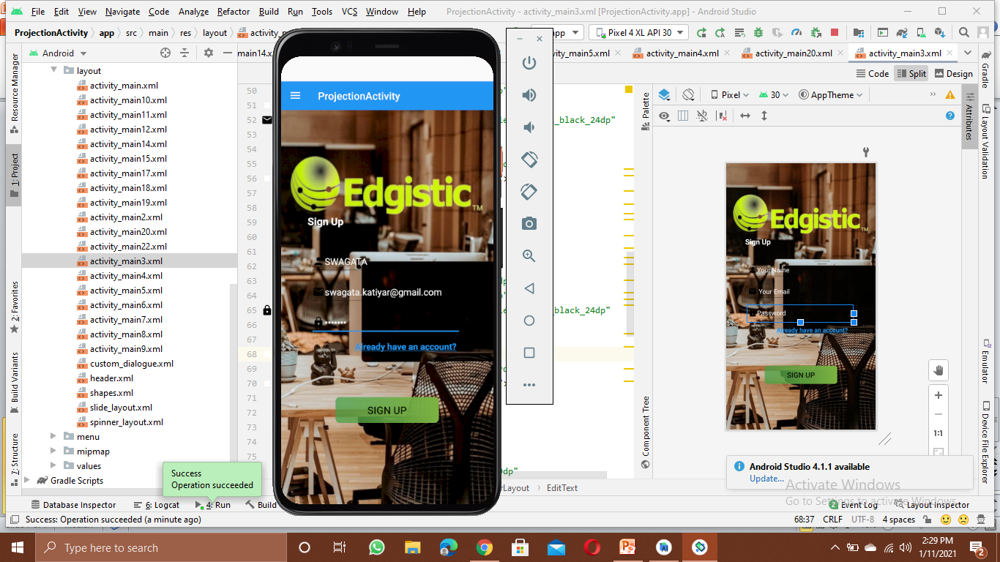 File Edit View Navigate Code Analyze Refactor Build Run Tools VCS Window Help
ProjectionActivity - activity_main3.xml [ProjectionActivity.app] - Android Studio
ProjectionActivity app src main res layout
Pixel 4 XL API 30
Android
main14.xml
activity_main4.xml
activity_main20.xml
activity_main3.xml
Code Split Design
Resource Manager
1: Project
2: Favorites
Build Variants
7: Structure
layout
activity_main.xml
activity_main10.xml
activity_main11.xml
activity_main12.xml
activity_main14.xml
activity_main15.xml
activity_main17.xml
activity_main18.xml
activity_main19.xml
activity_main2.xml
activity_main20.xml
activity_main22.xml
activity_main3.xml
activity_main4.xml
activity_main5.xml
activity_main6.xml
activity_main7.xml
activity_main8.xml
activity_main9.xml
custom_dialogue.xml
header.xml
shapes.xml
slide_layout.xml
spinner_layout.xml
menu
mipmap
values
Gradle Scripts
Success
Operation succeeded
50
51
52
53
54
55
56
57
58
59
60
61
62
63
64
65
66
67
68
69
70
71
72
73
74
75
_black_24dp"
_black_24dp"
0dp"
ProjectionActivity
Edgistic™
Sign Up
SWAGATA
swagata.katiyar@gmail.com
Already have an account?
SIGN UP
Palette
Component Tree
Pixel 30 AppTheme
Edgistic™
Sign Up
Your Name
Your Email
Password
Already have an account?
SIGN UP
1:1
Gradle
Attributes
Layout Validation
Emulator
Device File Explorer
Android Studio 4.1.1 available
Update...
Activate Windows
Go to Settings to activate Windows.
EditText
Database Inspector 6: Logcat 4: Run Build
2 Event Log Layout Inspector
Success: Operation succeeded (a minute ago)
68:37 CRLF UTF-8 4 spaces
Type here to search
2:29 PM
1/11/2021
2